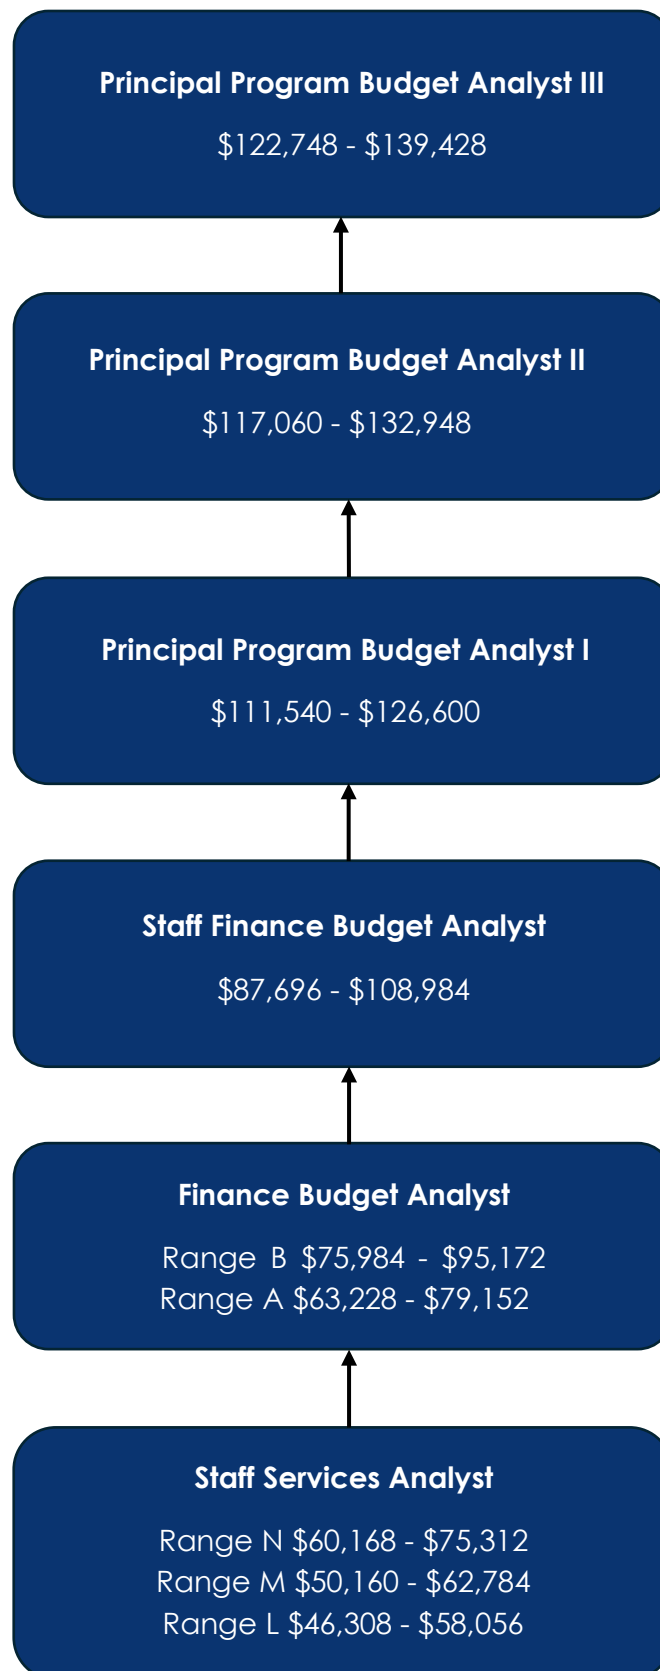 Principal Program Budget Analyst III
$122,748 - $139,428
Principal Program Budget Analyst II
$117,060 - $132,948
Principal Program Budget Analyst I
$111,540 - $126,600
Staff Finance Budget Analyst
$87,696 - $108,984
Finance Budget Analyst
Range B $75,984 - $95,172
Range A $63,228 - $79,152
Staff Services Analyst
Range N $60,168 - $75,312
Range M $50,160 - $62,784
Range L $46,308 - $58,056